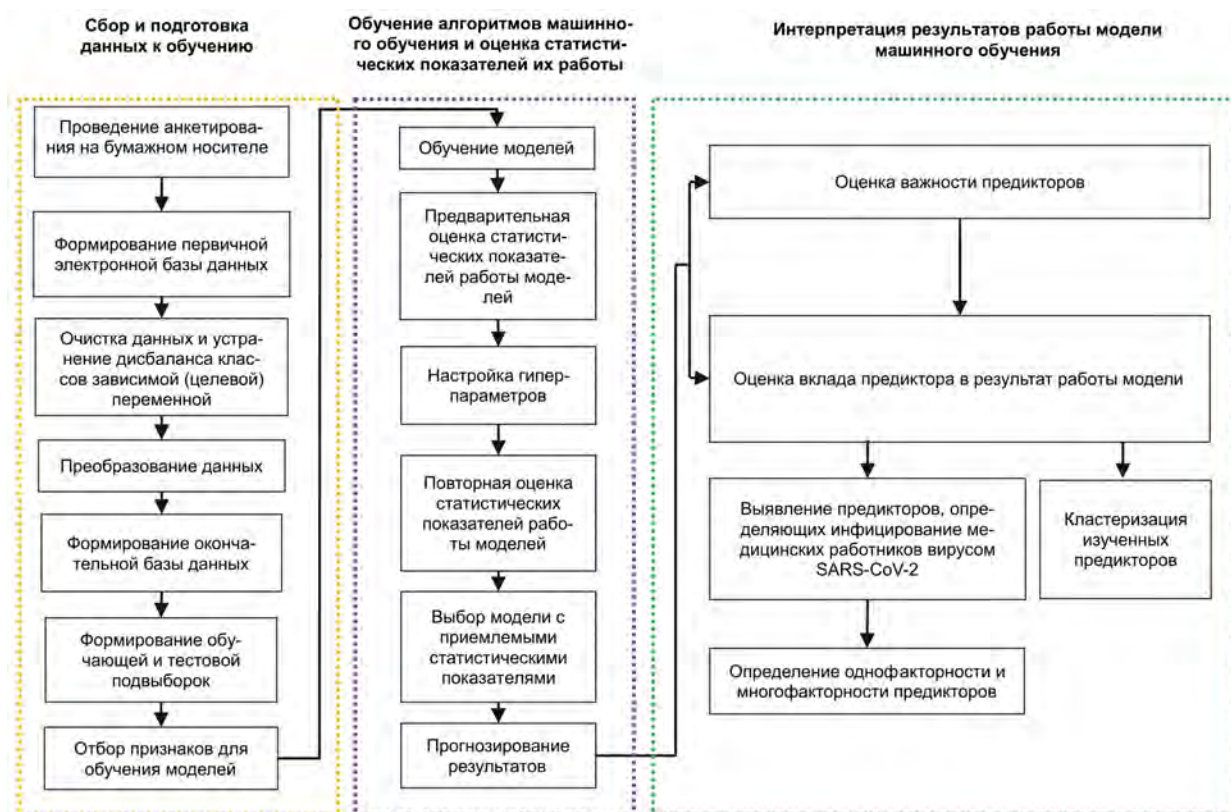 Сбор и подготовка
данных к обучению
Проведение анкетирова-
ния на бумажном носителе
Формирование первичной
электронной базы данных
Очистка данных и устра-
нение дисбаланса клас-
сов зависимой (целевой)
переменной
Преобразование данных
Формирование оконча-
тельной базы данных
Формирование обу-
чающей и тестовой
подвыборок
Отбор признаков для
обучения моделей
Обучение алгоритмов машинно-
го обучения и оценка статисти-
ческих показателей их работы
Обучение моделей
Предварительная
оценка статисти-
ческих показате-
лей работы моде-
лей
Настройка гипер-
параметров
Повторная оценка
статистических
показателей рабо-
ты моделей
Выбор модели с
приемлемыми
статистическими
показателями
Прогнозирование
результатов
Интерпретация результатов работы модели
машинного обучения
Оценка важности предикторов
Оценка вклада предиктора в результат работы модели
Выявление предикторов, опре-
деляющих инфицирование ме-
дицинских работников вирусом
SARS-CoV-2
Кластеризация
изученных
предикторов
Определение однофакторности и
многофакторности предикторов